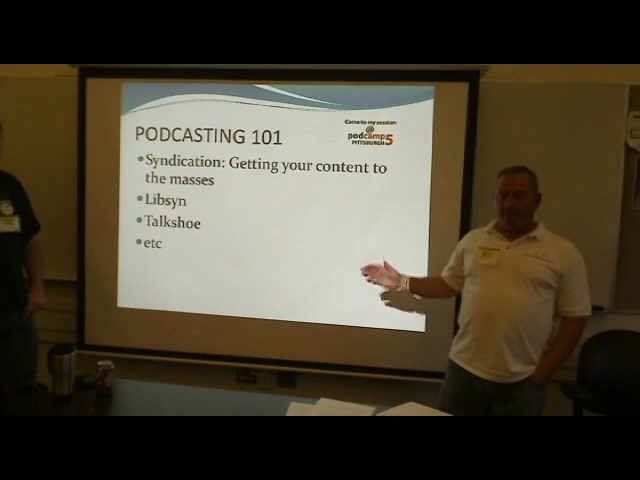 Come to my session
@
podcamp5
PITTSBURGH
PODCASTING 101
•Syndication: Getting your content to
the masses
•Libsyn
•Talkshoe
•etc